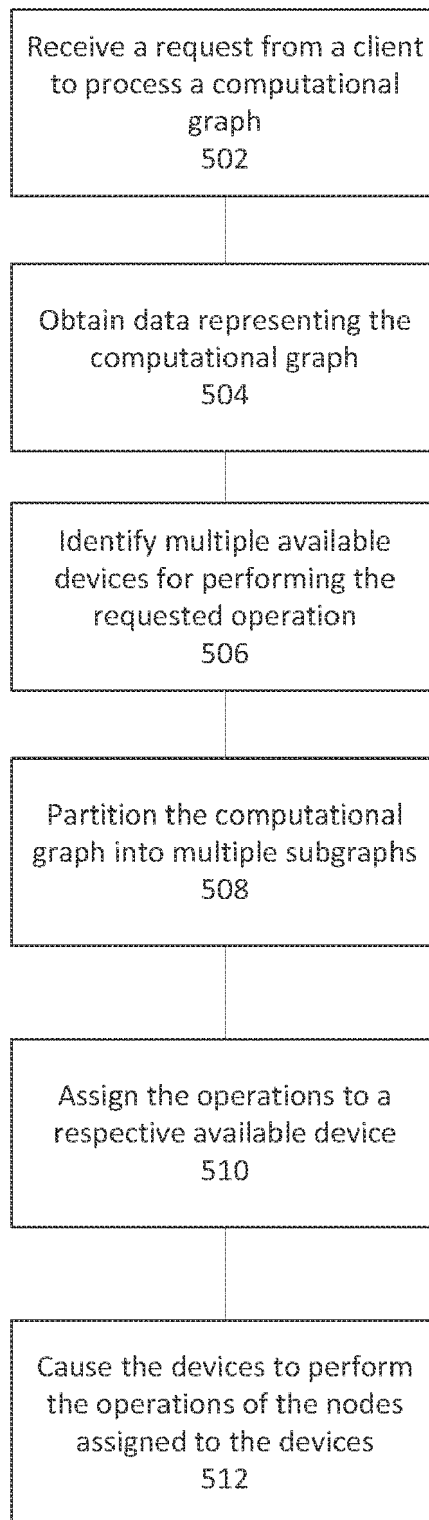 Receive a request from a client
to process a computational
graph
502
Obtain data representing the
computational graph
504
Identify multiple available
devices for performing the
requested operation
506
Partition the computational
graph into multiple subgraphs
508
Assign the operations to a
respective available device
510
Cause the devices to perform
the operations of the nodes
assigned to the devices
512